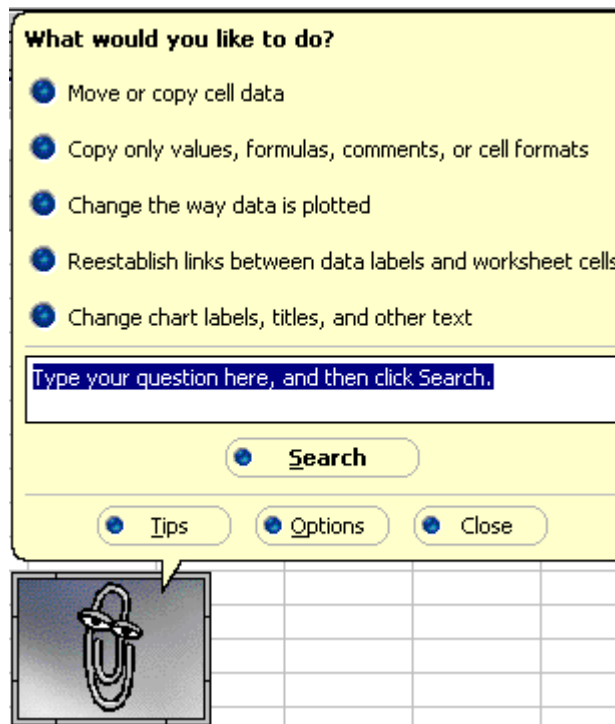 What would you like to do?
Move or copy cell data
Copy only values, formulas, comments, or cell formats
Change the way data is plotted
Reestablish links between data labels and worksheet cells
Change chart labels, titles, and other text
Type your question here, and then click Search.
Search
Tips Options Close